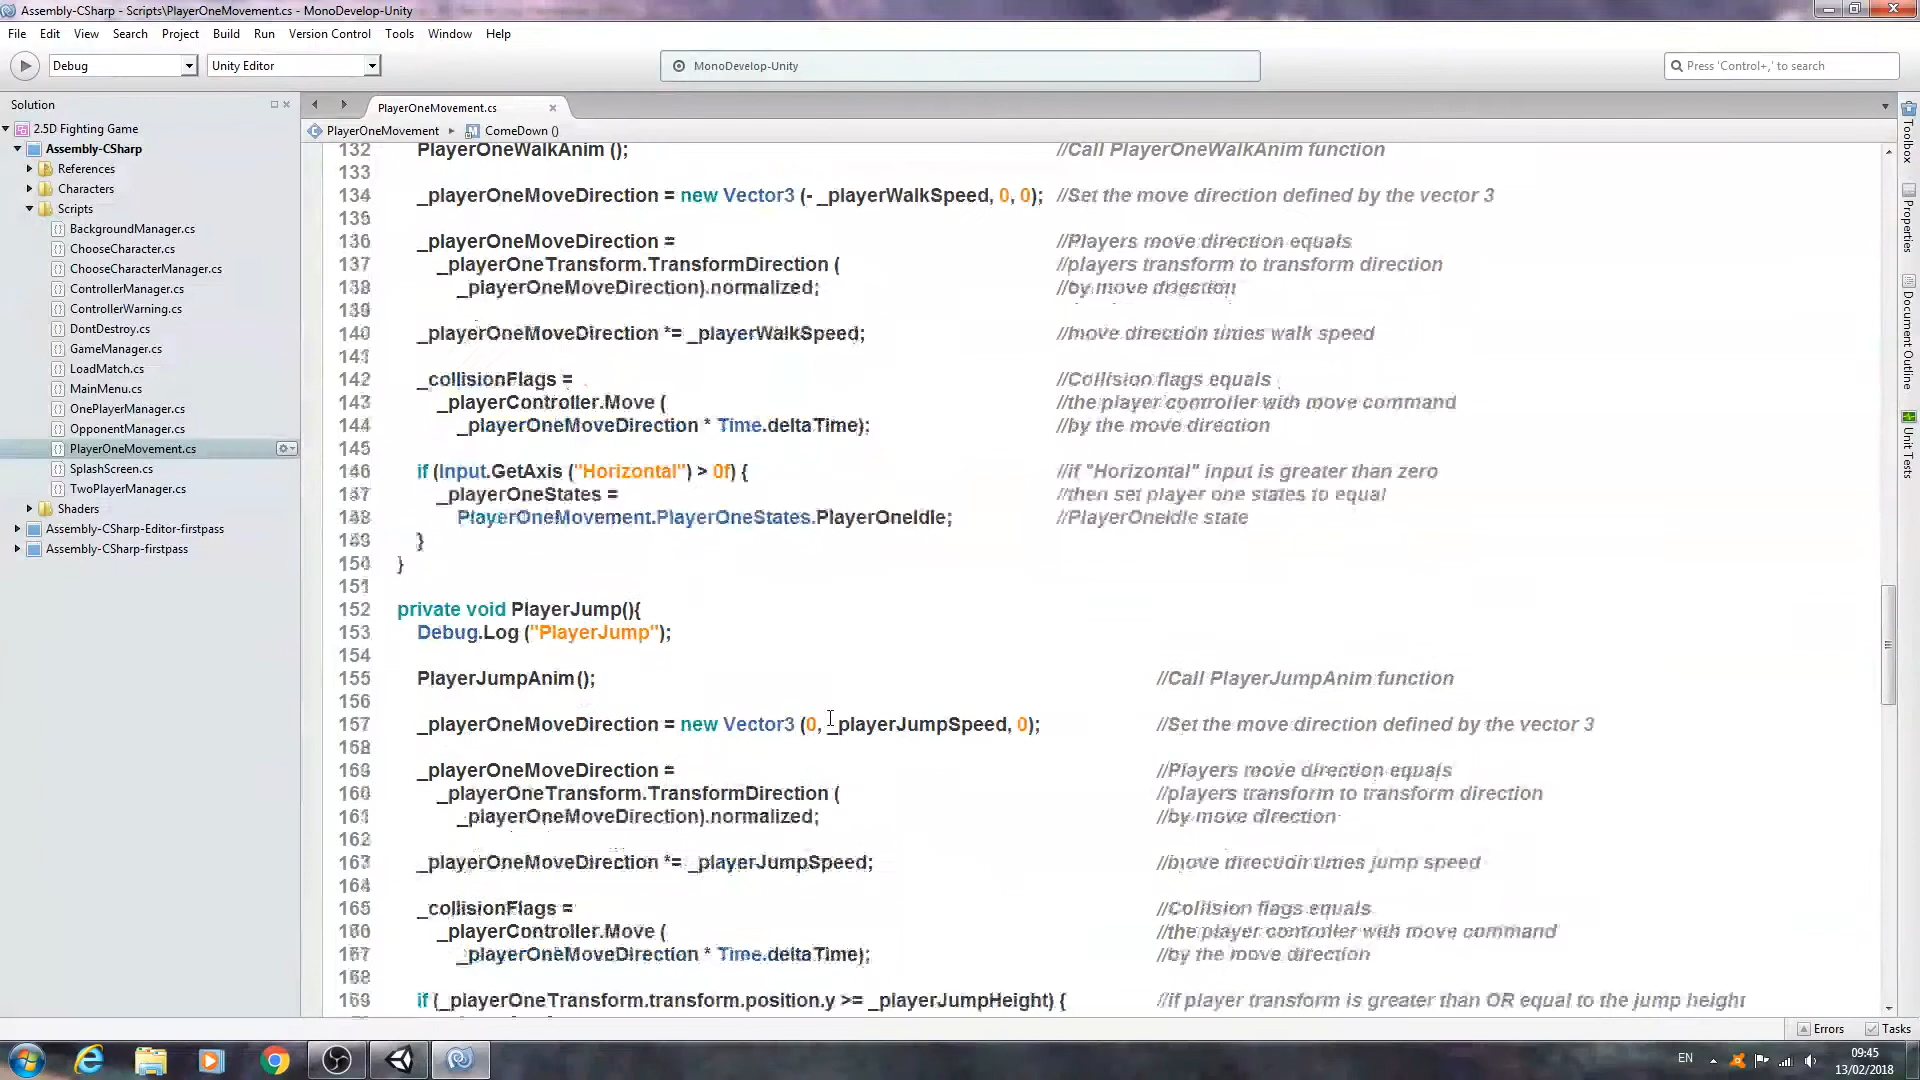 Assembly-CSharp - Scripts\PlayerOneMovement.cs - MonoDevelop-Unity
File Edit View Search Project Build Run Version Control Tools Window Help
Debug Unity Editor MonoDevelop-Unity Press 'Control+,' to search
Solution
2.5D Fighting Game
Assembly-CSharp
References
Characters
Scripts
BackgroundManager.cs
ChooseCharacter.cs
ChooseCharacterManager.cs
ControllerManager.cs
ControllerWarning.cs
DontDestroy.cs
GameManager.cs
LoadMatch.cs
MainMenu.cs
OnePlayerManager.cs
OpponentManager.cs
PlayerOneMovement.cs
SplashScreen.cs
TwoPlayerManager.cs
Shaders
Assembly-CSharp-Editor-firstpass
Assembly-CSharp-firstpass
PlayerOneMovement.cs
PlayerOneMovement ComeDown ()
132 PlayerOneWalkAnim (); //Call PlayerOneWalkAnim function
133
134 _playerOneMoveDirection = new Vector3 (- _playerWalkSpeed, 0, 0); //Set the move direction defined by the vector 3
135
136 _playerOneMoveDirection = //Players move direction equals
137 _playerOneTransform.TransformDirection ( //players transform to transform direction
138 _playerOneMoveDirection).normalized; //by move direction
139
140 _playerOneMoveDirection *= _playerWalkSpeed; //move direction times walk speed
141
142 _collisionFlags = //Collision flags equals
143 _playerController.Move ( //the player controller with move command
144 _playerOneMoveDirection * Time.deltaTime); //by the move direction
145
146 if (Input.GetAxis ("Horizontal") > 0f) { //if "Horizontal" input is greater than zero
147 _playerOneStates = //then set player one states to equal
148 PlayerOneMovement.PlayerOneStates.PlayerOneIdle; //PlayerOneIdle state
149 }
150 }
151
152 private void PlayerJump(){
153 Debug.Log ("PlayerJump");
154
155 PlayerJumpAnim(); //Call PlayerJumpAnim function
156
157 _playerOneMoveDirection = new Vector3 (0, _playerJumpSpeed, 0); //Set the move direction defined by the vector 3
158
159 _playerOneMoveDirection = //Players move direction equals
160 _playerOneTransform.TransformDirection ( //players transform to transform direction
161 _playerOneMoveDirection).normalized; //by move direction
162
163 _playerOneMoveDirection *= _playerJumpSpeed; //move direction times jump speed
164
165 _collisionFlags = //Collision flags equals
166 _playerController.Move ( //the player controller with move command
167 _playerOneMoveDirection * Time.deltaTime); //by the move direction
168
169 if (_playerOneTransform.transform.position.y >= _playerJumpHeight) { //if player transform is greater than OR equal to the jump height
Toolbox
Properties
Document Outline
Unit Tests
Errors Tasks
EN
09:45
13/02/2018